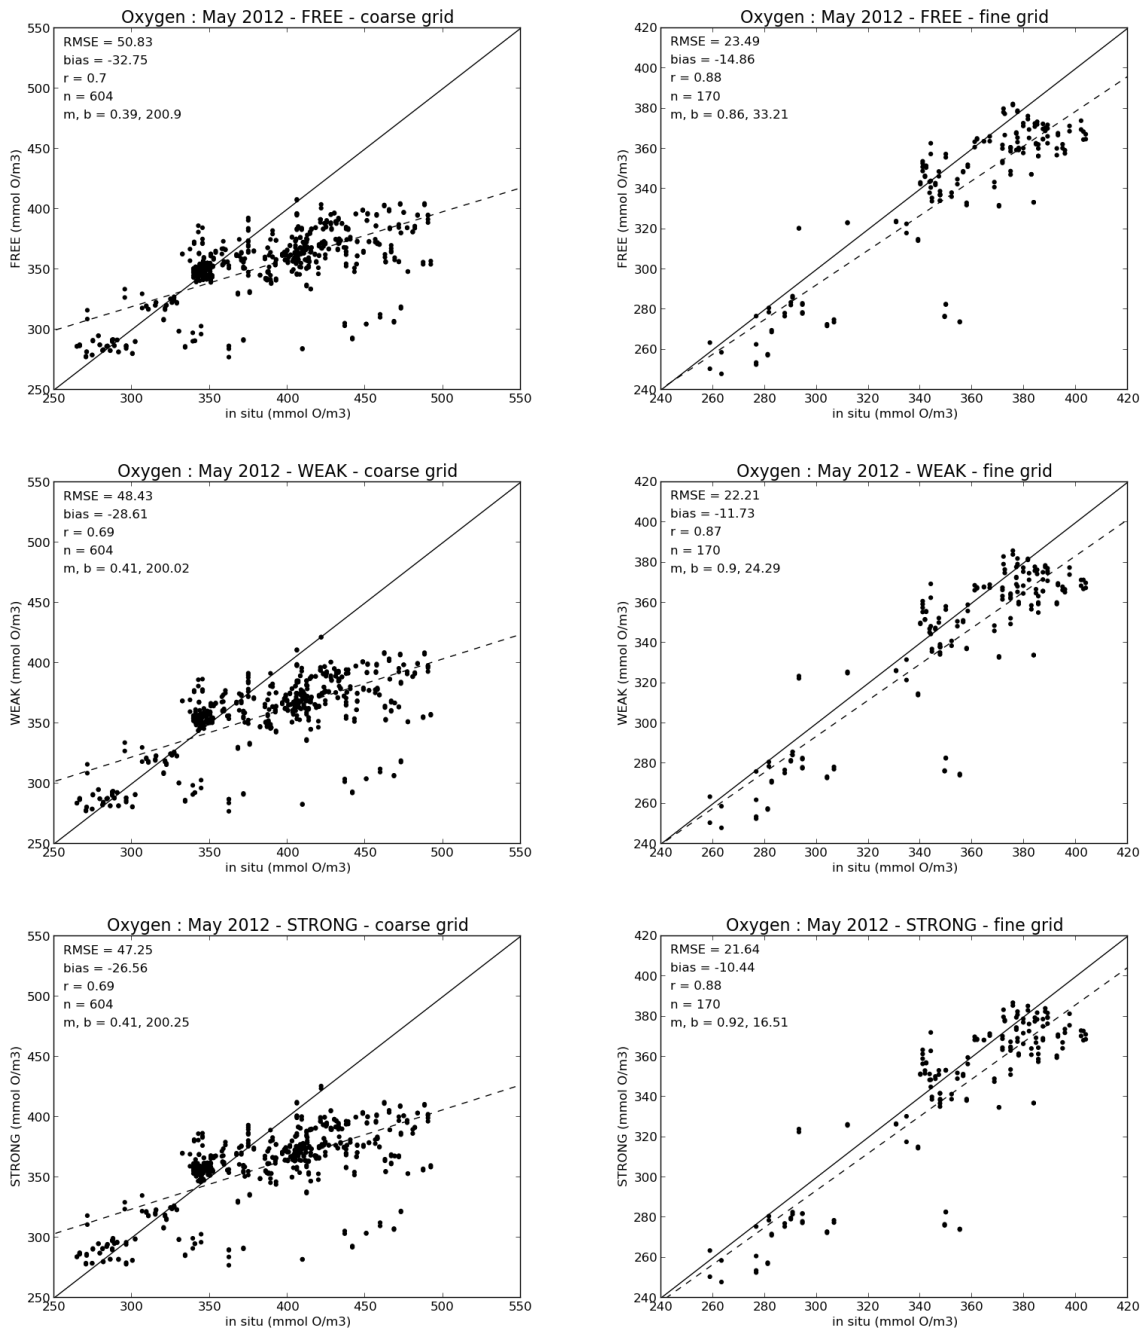 Oxygen : May 2012 - FREE - coarse grid
RMSE = 50.83
bias = -32.75
r = 0.7
n = 604
m, b = 0.39, 200.9
550
500
450
400
350
300
250
FREE (mmol O/m3)
250 300 350 400 450 500 550
in situ (mmol O/m3)
Oxygen : May 2012 - FREE - fine grid
RMSE = 23.49
bias = -14.86
r = 0.88
n = 170
m, b = 0.86, 33.21
420
400
380
360
340
320
300
280
260
240
FREE (mmol O/m3)
240 260 280 300 320 340 360 380 400 420
in situ (mmol O/m3)
Oxygen : May 2012 - WEAK - coarse grid
RMSE = 48.43
bias = -28.61
r = 0.69
n = 604
m, b = 0.41, 200.02
550
500
450
400
350
300
250
WEAK (mmol O/m3)
250 300 350 400 450 500 550
in situ (mmol O/m3)
Oxygen : May 2012 - WEAK - fine grid
RMSE = 22.21
bias = -11.73
r = 0.87
n = 170
m, b = 0.9, 24.29
420
400
380
360
340
320
300
280
260
240
WEAK (mmol O/m3)
240 260 280 300 320 340 360 380 400 420
in situ (mmol O/m3)
Oxygen : May 2012 - STRONG - coarse grid
RMSE = 47.25
bias = -26.56
r = 0.69
n = 604
m, b = 0.41, 200.25
550
500
450
400
350
300
250
STRONG (mmol O/m3)
250 300 350 400 450 500 550
in situ (mmol O/m3)
Oxygen : May 2012 - STRONG - fine grid
RMSE = 21.64
bias = -10.44
r = 0.88
n = 170
m, b = 0.92, 16.51
420
400
380
360
340
320
300
280
260
240
STRONG (mmol O/m3)
240 260 280 300 320 340 360 380 400 420
in situ (mmol O/m3)